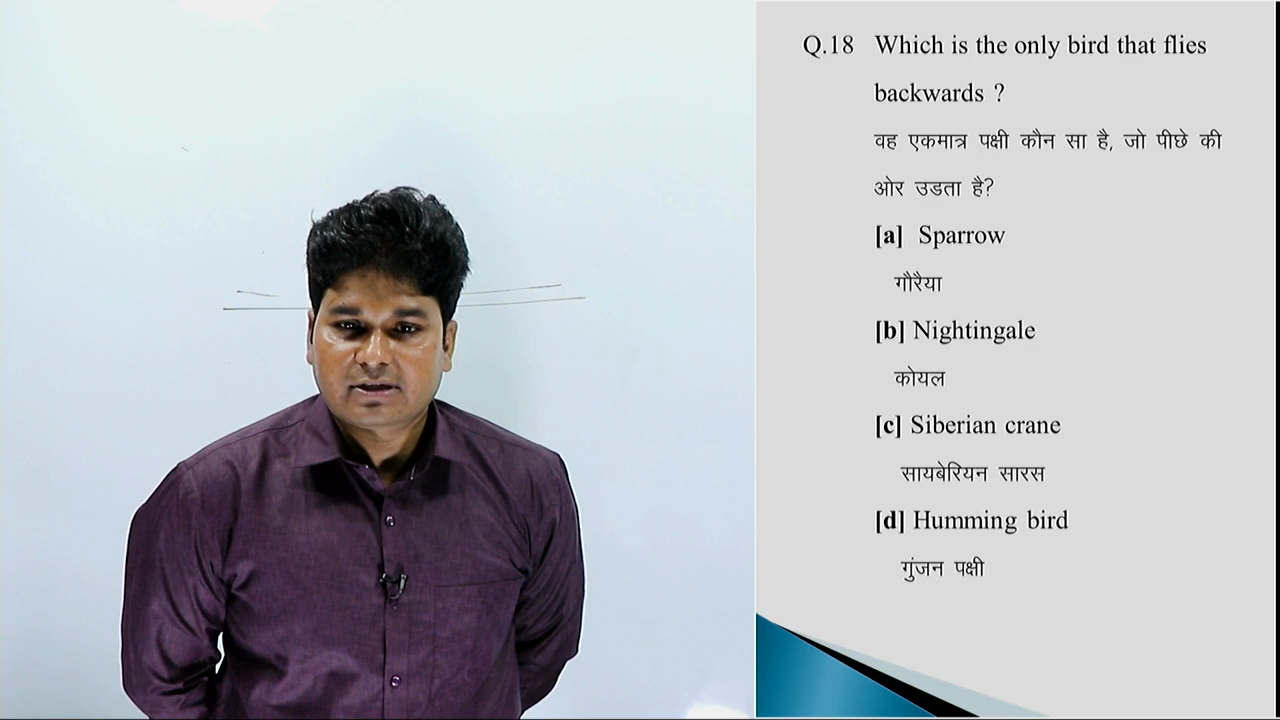 Q.18 Which is the only bird that flies
backwards ?
वह एकमात्र पक्षी कौन सा है, जो पीछे की
ओर उडता है?
[a] Sparrow
गौरैया
[b] Nightingale
कोयल
[c] Siberian crane
सायबेरियन सारस
[d] Humming bird
गुंजन पक्षी